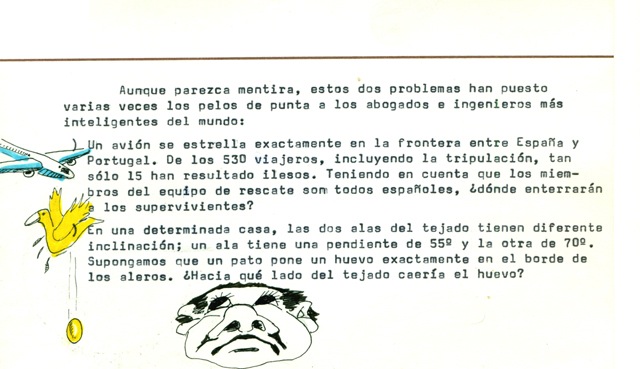 Aunque parezca mentira, estos dos problemas han puesto
varias veces los pelos de punta a los abogados e ingenieros más
inteligentes del mundo:
) Un avión se estrella exactamente en la frontera entre España y
Portugal. De los 530 viajeros, incluyendo la tripulación, tan
sólo 15 han resultado ilesos. Teniendo en cuenta que los miem-
bros del equipo de rescate son todos españoles, ¿dónde enterrarán
a los supervivientes?
En una determinada casa, las dos alas del tejado tienen diferente
inclinación; un ala tiene una pendiente de 55º y la otra de 70º.
Supongamos que un pato pone un huevo exactamente en el borde de
los aleros. ¿Hacia qué lado del tejado caería el huevo?